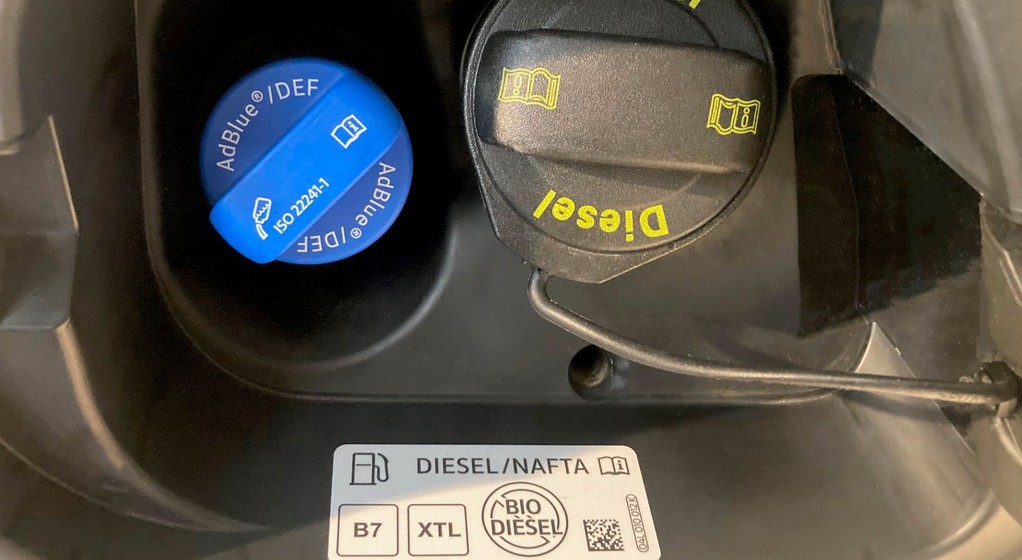 AdBlue®/DEF
ISO 22241-1
AdBlue®/DEF
Diesel
DIESEL/NAFTA
B7
XTL
BIO
DIESEL